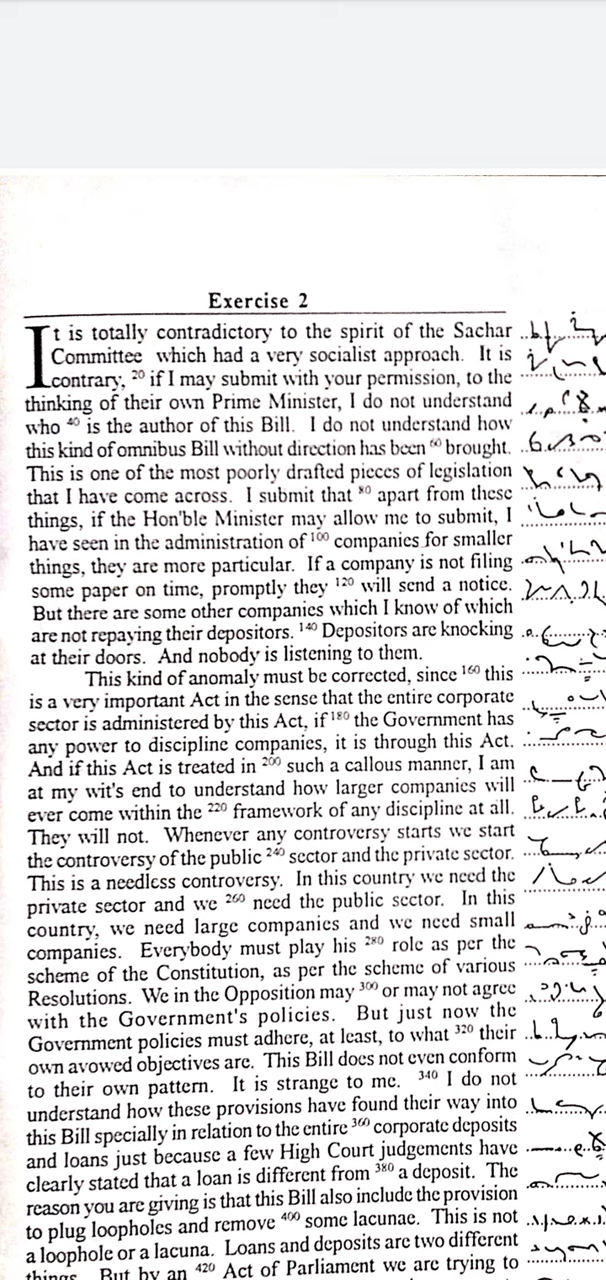 Exercise 2
It is totally contradictory to the spirit of the Sachar
Committee which had a very socialist approach. It is
contrary, 20 if I may submit with your permission, to the
thinking of their own Prime Minister, I do not understand
who 40 is the author of this Bill. I do not understand how
this kind of omnibus Bill without direction has been 60 brought.
This is one of the most poorly drafted pieces of legislation
that I have come across. I submit that 80 apart from these
things, if the Hon'ble Minister may allow me to submit, I
have seen in the administration of 100 companies for smaller
things, they are more particular. If a company is not filing
some paper on time, promptly they 120 will send a notice.
But there are some other companies which I know of which
are not repaying their depositors. 140 Depositors are knocking
at their doors. And nobody is listening to them.
This kind of anomaly must be corrected, since 160 this
is a very important Act in the sense that the entire corporate
sector is administered by this Act, if 180 the Government has
any power to discipline companies, it is through this Act.
And if this Act is treated in 200 such a callous manner, I am
at my wit's end to understand how larger companies will
ever come within the 220 framework of any discipline at all.
They will not. Whenever any controversy starts we start
the controversy of the public 240 sector and the private sector.
This is a needless controversy. In this country we need the
private sector and we 260 need the public sector. In this
country, we need large companies and we need small
companies. Everybody must play his 280 role as per the
scheme of the Constitution, as per the scheme of various
Resolutions. We in the Opposition may 300 or may not agree
with the Government's policies. But just now the
Government policies must adhere, at least, to what 320 their
own avowed objectives are. This Bill does not even conform
to their own pattern. It is strange to me. 340 I do not
understand how these provisions have found their way into
this Bill specially in relation to the entire 360 corporate deposits
and loans just because a few High Court judgements have
clearly stated that a loan is different from 380 a deposit. The
reason you are giving is that this Bill also include the provision
to plug loopholes and remove 400 some lacunae. This is not
a loophole or a lacuna. Loans and deposits are two different
things. But by an 420 Act of Parliament we are trying to